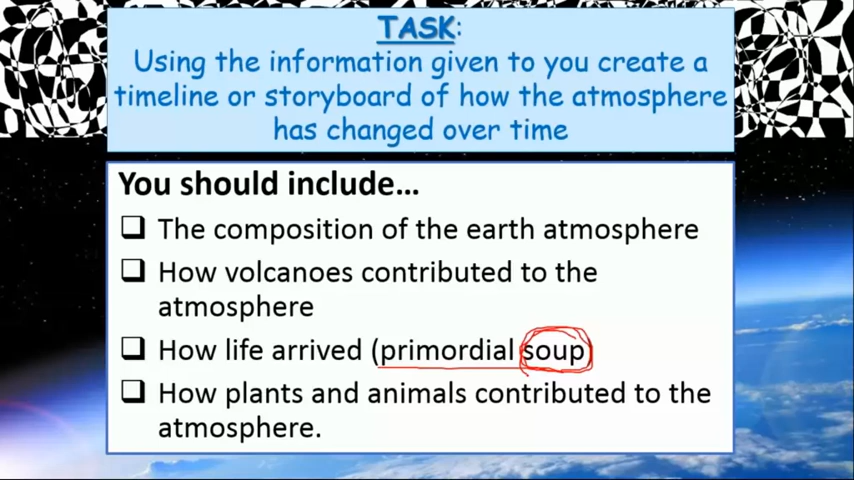 TASK:
Using the information given to you create a
timeline or storyboard of how the atmosphere
has changed over time
You should include…
❑ The composition of the earth atmosphere
❑ How volcanoes contributed to the
atmosphere
❑ How life arrived (primordial soup)
❑ How plants and animals contributed to the
atmosphere.